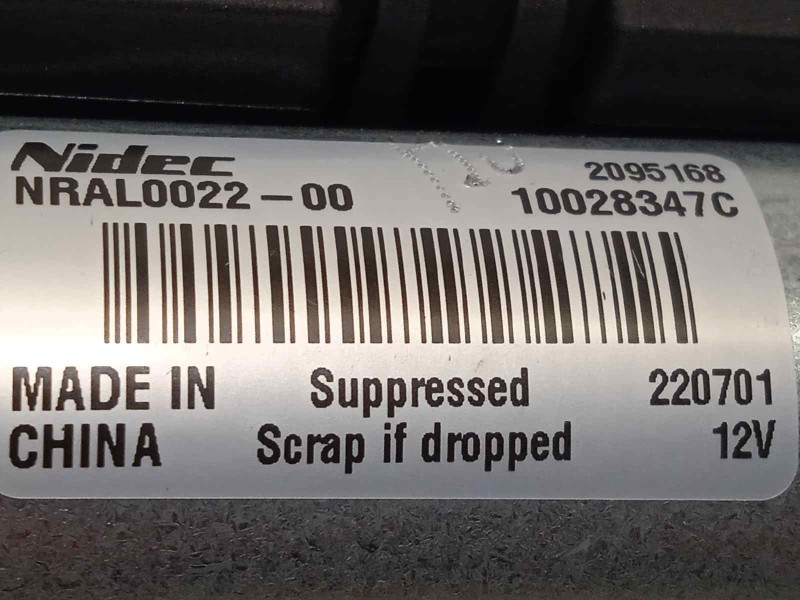 Nidec
2095168
NRAL0022-00
10028347C
MADE IN Suppressed 220701
CHINA Scrap if dropped 12V